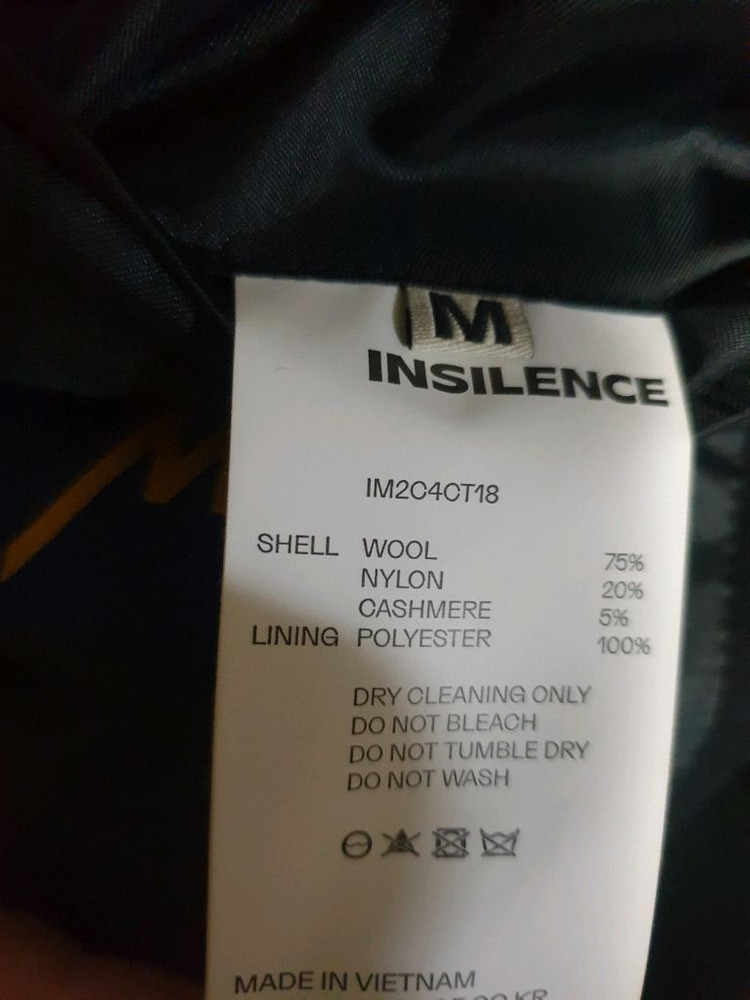 M
INSILENCE
IM2C4CT18
SHELL WOOL 75%
NYLON 20%
CASHMERE 5%
LINING POLYESTER 100%
DRY CLEANING ONLY
DO NOT BLEACH
DO NOT TUMBLE DRY
DO NOT WASH
MADE IN VIETNAM